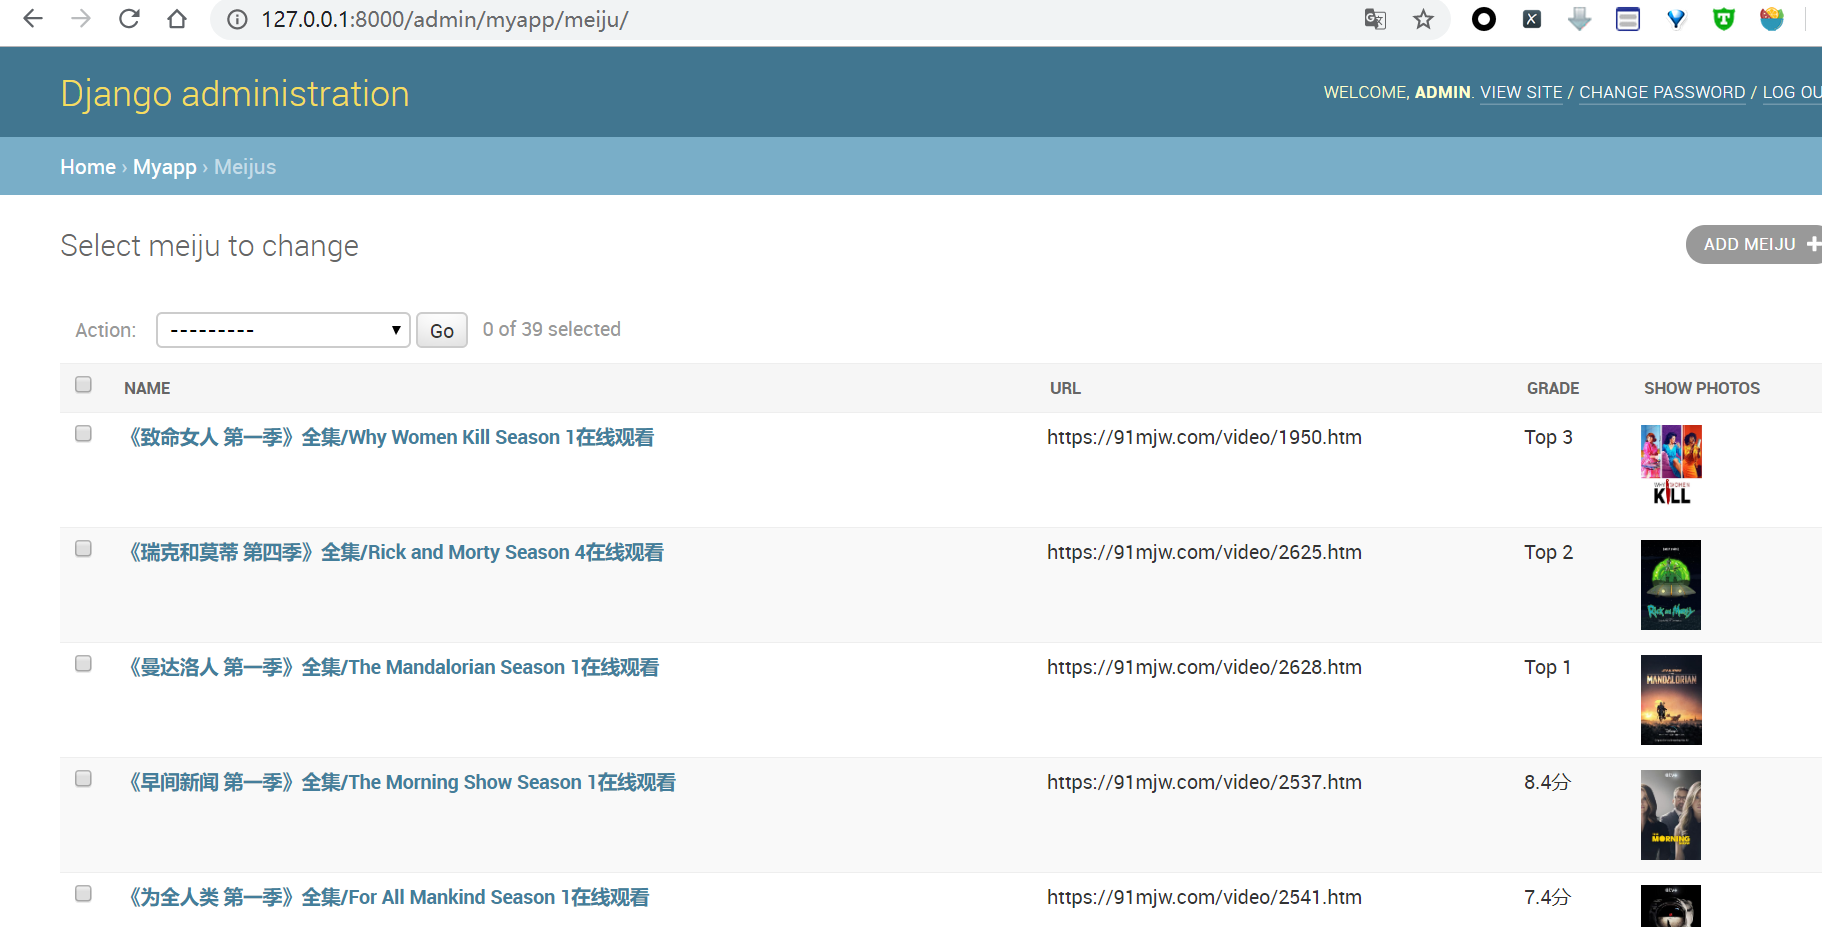 127.0.0.1:8000/admin/myapp/meiju/
Django administration
WELCOME, ADMIN. VIEW SITE / CHANGE PASSWORD / LOG OU
Home › Myapp › Meijus
Select meiju to change
ADD MEIJU +
Action: --------- Go 0 of 39 selected
NAME URL GRADE SHOW PHOTOS
《致命女人 第一季》全集/Why Women Kill Season 1在线观看 https://91mjw.com/video/1950.htm Top 3
WHY WOMEN
KILL
《瑞克和莫蒂 第四季》全集/Rick and Morty Season 4在线观看 https://91mjw.com/video/2625.htm Top 2
Rick and Morty
《曼达洛人 第一季》全集/The Mandalorian Season 1在线观看 https://91mjw.com/video/2628.htm Top 1
MANDALORIAN
《早间新闻 第一季》全集/The Morning Show Season 1在线观看 https://91mjw.com/video/2537.htm 8.4分
THE
MORNING
《为全人类 第一季》全集/For All Mankind Season 1在线观看 https://91mjw.com/video/2541.htm 7.4分